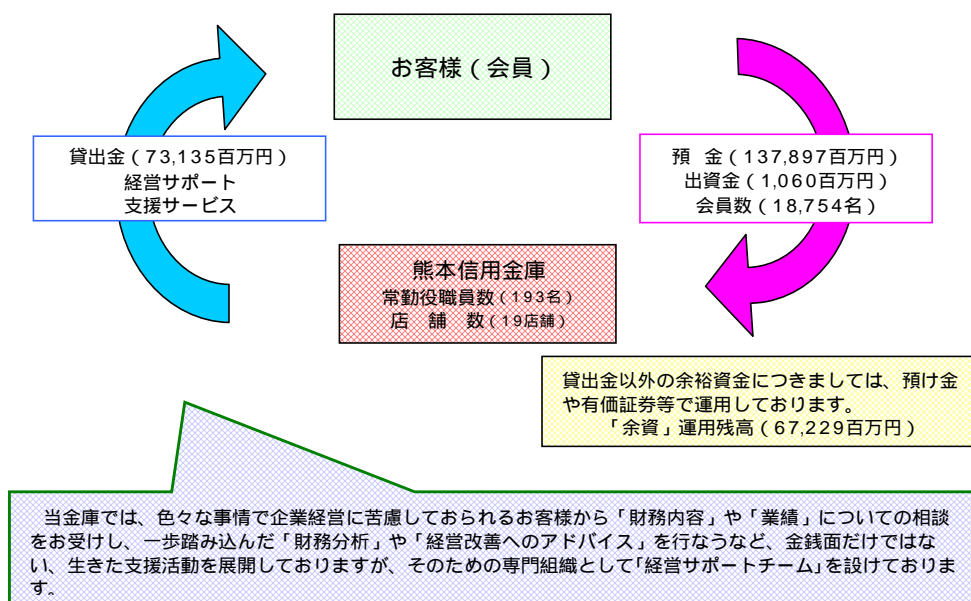 お客様（会員）
貸出金（73,135百万円）
経営サポート
支援サービス
預　金（137,897百万円）
出資金（1,060百万円）
会員数（18,754名）
熊本信用金庫
常勤役職員数（193名）
店　舗　数（19店舗）
貸出金以外の余裕資金につきましては、預け金
や有価証券等で運用しております。
「余資」運用残高（67,229百万円）
当金庫では、色々な事情で企業経営に苦慮しておられるお客様から「財務内容」や「業績」についての相談
をお受けし、一歩踏み込んだ「財務分析」や「経営改善へのアドバイス」を行なうなど、金銭面だけではな
い、生きた支援活動を展開しておりますが、そのための専門組織として「経営サポートチーム」を設けておりま
す。